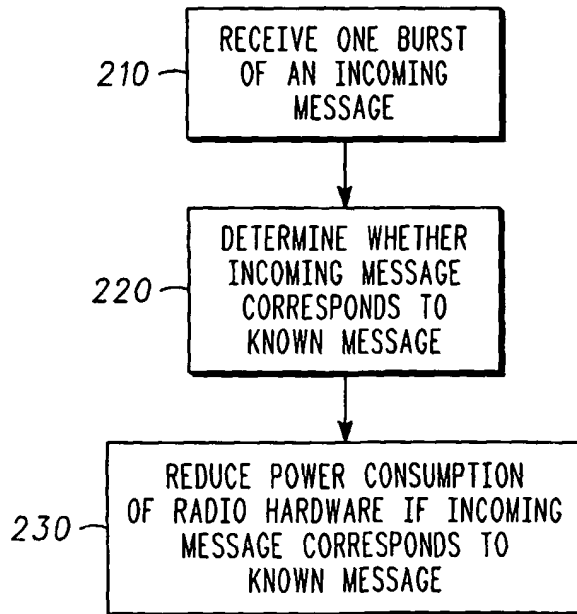 210
RECEIVE ONE BURST
OF AN INCOMING
MESSAGE
220
DETERMINE WHETHER
INCOMING MESSAGE
CORRESPONDS TO
KNOWN MESSAGE
230
REDUCE POWER CONSUMPTION
OF RADIO HARDWARE IF INCOMING
MESSAGE CORRESPONDS TO
KNOWN MESSAGE